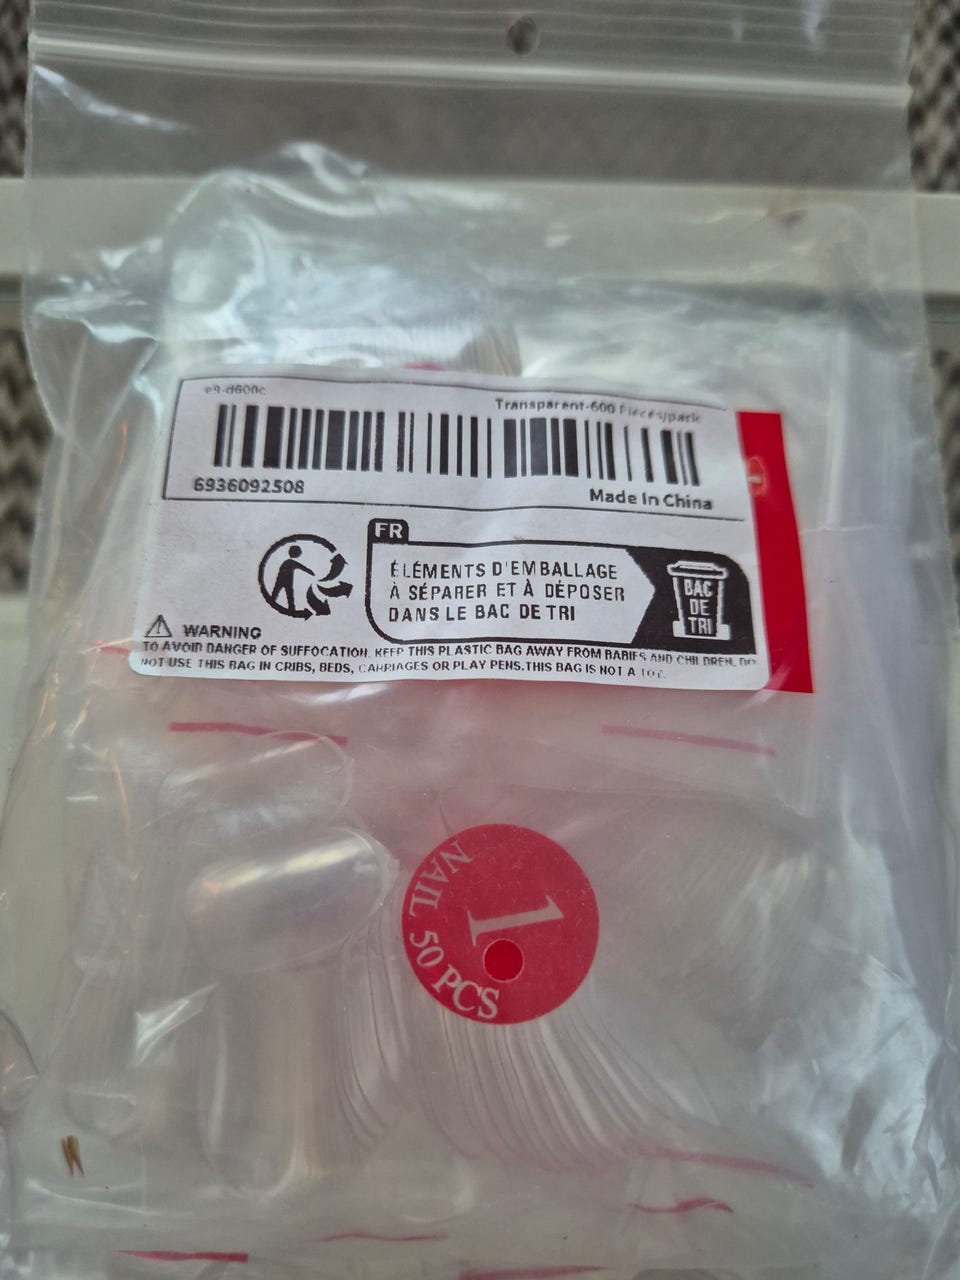 e9-d600c
Transparent-600 Pieces/pack
6936092508
Made In China
FR
ÉLÉMENTS D'EMBALLAGE
À SÉPARER ET À DÉPOSER
DANS LE BAC DE TRI
BAC
DE
TRI
WARNING
TO AVOID DANGER OF SUFFOCATION, KEEP THIS PLASTIC BAG AWAY FROM BABIES AND CHILDREN. DO
NOT USE THIS BAG IN CRIBS, BEDS, CARRIAGES OR PLAY PENS.THIS BAG IS NOT A TOY.
1
NAIL 50 PCS